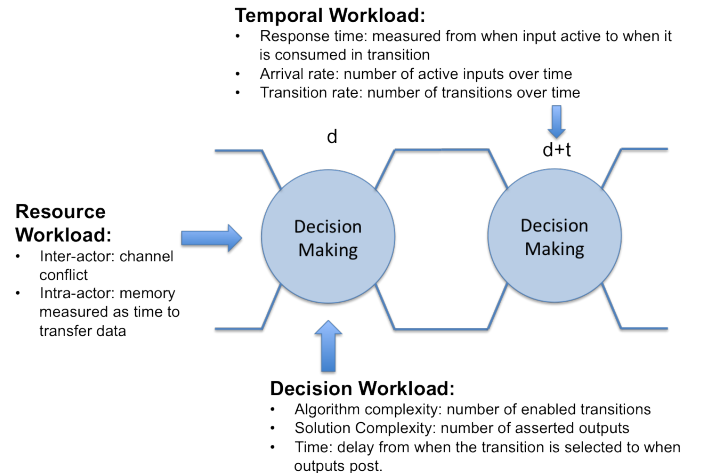 Temporal Workload:
• Response time: measured from when input active to when it
is consumed in transition
• Arrival rate: number of active inputs over time
• Transition rate: number of transitions over time
d
d+t
Resource
Workload:
• Inter-actor: channel
conflict
• Intra-actor: memory
measured as time to
transfer data
Decision
Making
Decision
Making
Decision Workload:
• Algorithm complexity: number of enabled transitions
• Solution Complexity: number of asserted outputs
• Time: delay from when the transition is selected to when
outputs post.